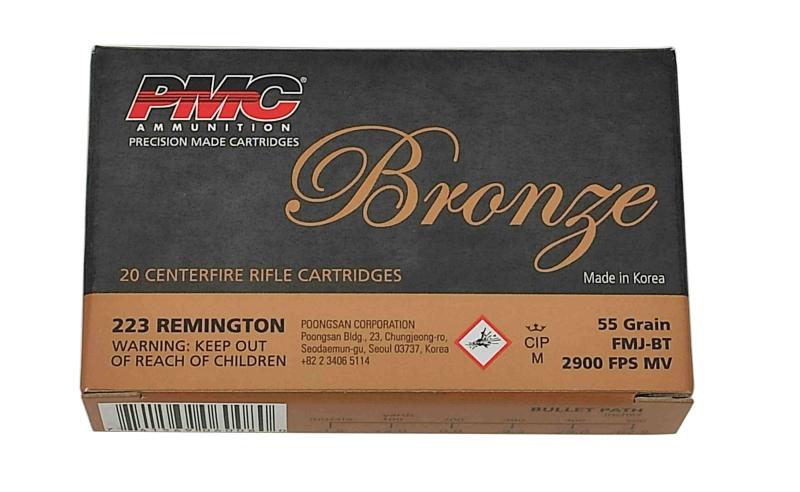 PMC®
AMMUNITION
PRECISION MADE CARTRIDGES
Bronze
20 CENTERFIRE RIFLE CARTRIDGES
Made in Korea
223 REMINGTON
WARNING: KEEP OUT
OF REACH OF CHILDREN
POONGSAN CORPORATION
Poongsan Bldg., 23, Chungjeong-ro,
Seodaemun-gu, Seoul 03737, Korea
+82 2 3406 5114
CIP
M
55 Grain
FMJ-BT
2900 FPS MV
BULLET PATH
yards